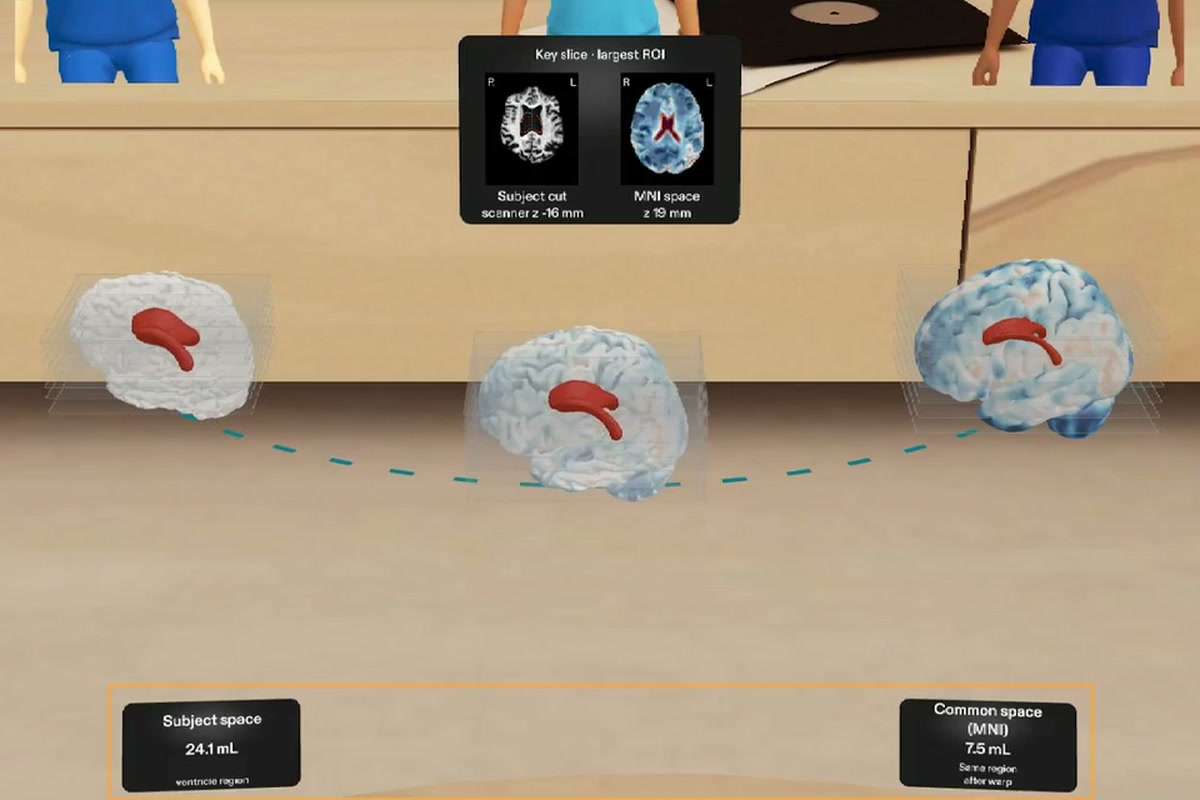 Key slice · largest ROI
R L R L
Subject cut
scanner z -16 mm
MNI space
z 19 mm
Subject space
24.1 mL
ventricle region
Common space
(MNI)
7.5 mL
Same region
after warp